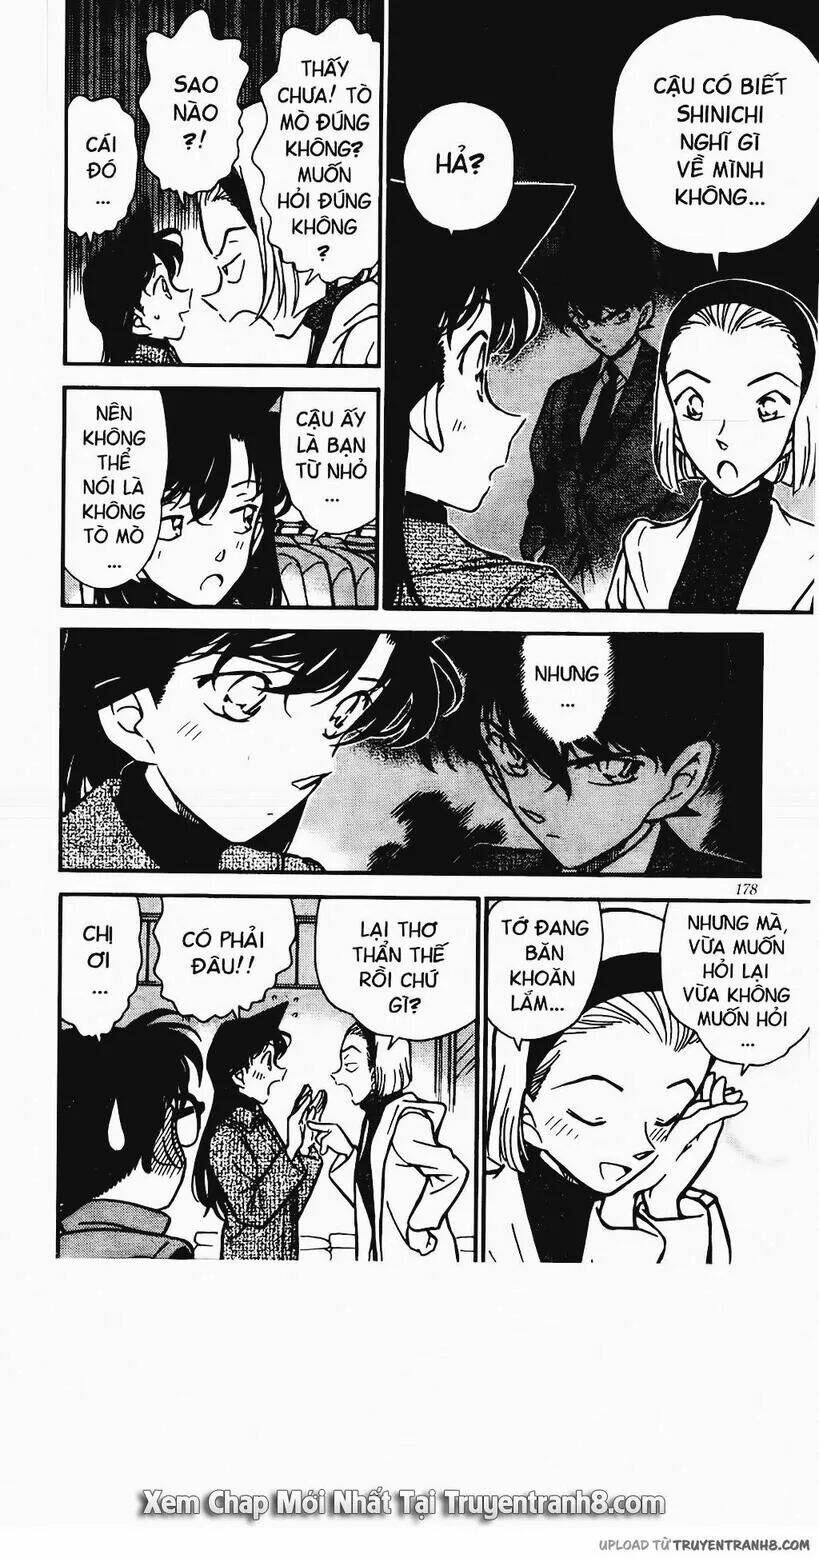 CẬU CÓ BIẾT
SHINICHI
NGHĨ GÌ
VỀ MÌNH
KHÔNG...
HẢ?
THẤY
CHƯA! TÒ
MÒ ĐÚNG
KHÔNG?
MUỐN
HỎI ĐÚNG
KHÔNG
?
SAO
NÀO
?!
CÁI
ĐÓ
...
CẬU ẤY
LÀ BẠN
TỪ NHỎ
...
NÊN
KHÔNG
THỂ
NÓI LÀ
KHÔNG
TÒ MÒ
...
NHƯNG
...
178
NHƯNG MÀ,
VỪA MUỐN
HỎI LẠI
VỪA KHÔNG
MUỐN HỎI
...
TỚ ĐANG
BĂN
KHOĂN
LẮM...
LẠI THƠ
THẨN THẾ
RỒI CHỨ
GÌ?
CÓ PHẢI
ĐÂU!!
CHỊ
ƠI
...
Xem Chap Mới Nhất Tại Truyentranh8.com
UPLOAD TỪ TRUYENTRANH8.COM